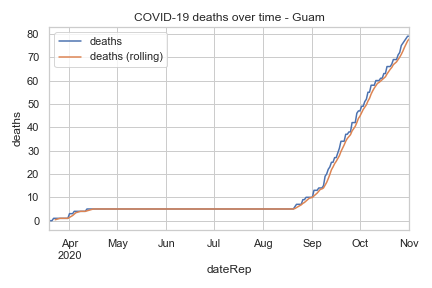 COVID-19 deaths over time - Guam
deaths
deaths (rolling)
80
70
60
50
40
30
20
10
0
deaths
Apr
2020
May
Jun
Jul
Aug
Sep
Oct
Nov
dateRep